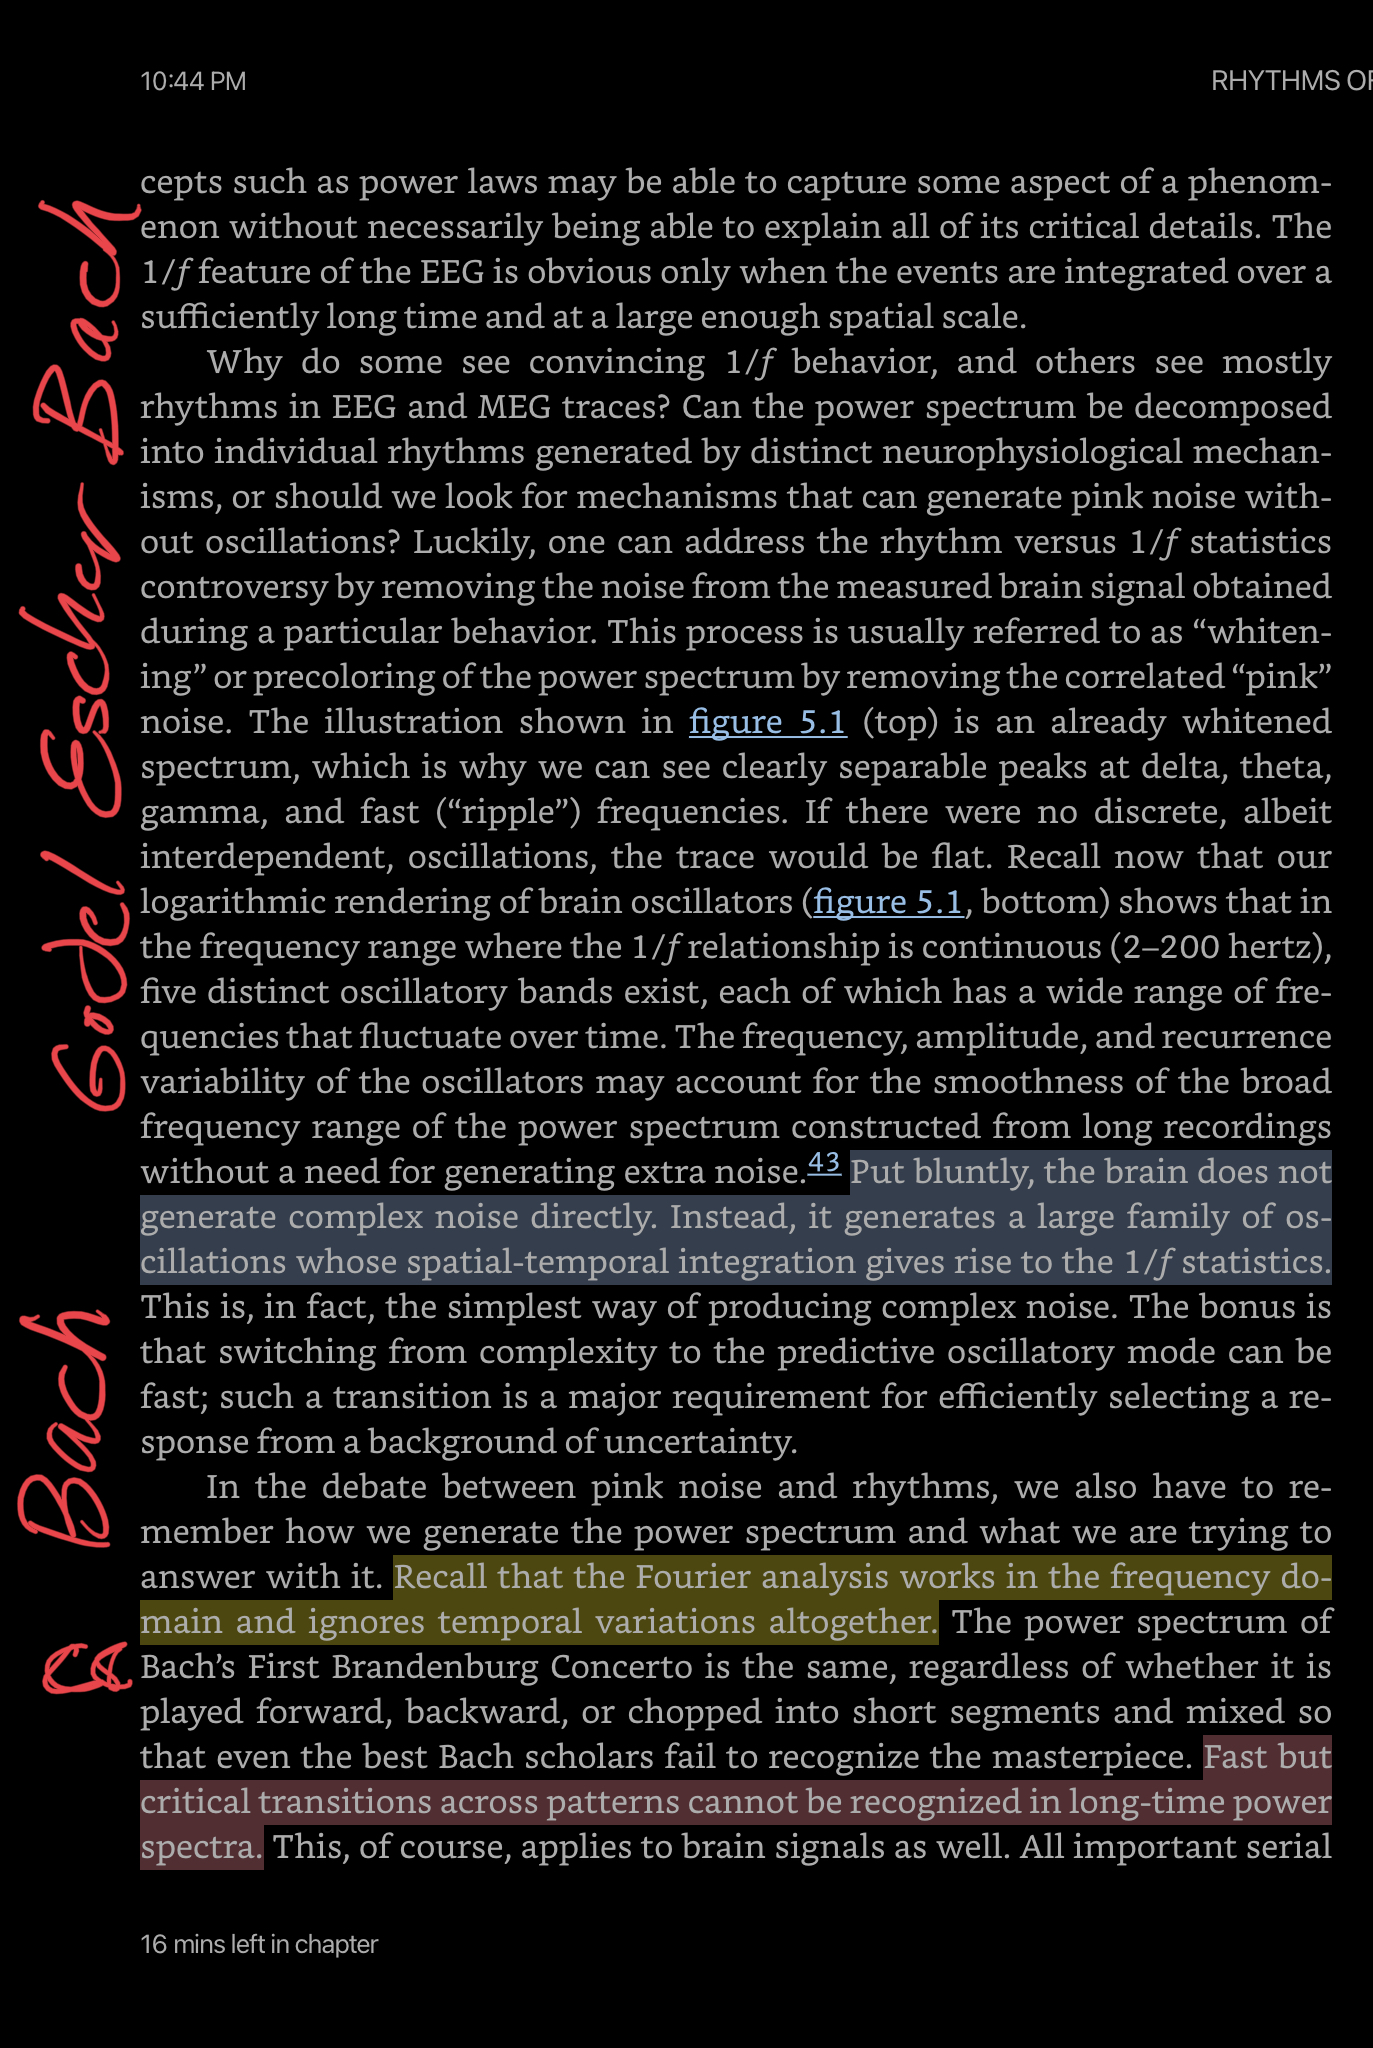 10:44 PM
RHYTHMS OF
cepts such as power laws may be able to capture some aspect of a phenom-
enon without necessarily being able to explain all of its critical details. The
1/f feature of the EEG is obvious only when the events are integrated over a
sufficiently long time and at a large enough spatial scale.
Why do some see convincing 1/f behavior, and others see mostly
rhythms in EEG and MEG traces? Can the power spectrum be decomposed
into individual rhythms generated by distinct neurophysiological mechan-
isms, or should we look for mechanisms that can generate pink noise with-
out oscillations? Luckily, one can address the rhythm versus 1/f statistics
controversy by removing the noise from the measured brain signal obtained
during a particular behavior. This process is usually referred to as “whiten-
ing” or precoloring of the power spectrum by removing the correlated “pink”
noise. The illustration shown in figure 5.1 (top) is an already whitened
spectrum, which is why we can see clearly separable peaks at delta, theta,
gamma, and fast (“ripple”) frequencies. If there were no discrete, albeit
interdependent, oscillations, the trace would be flat. Recall now that our
logarithmic rendering of brain oscillators (figure 5.1, bottom) shows that in
the frequency range where the 1/f relationship is continuous (2–200 hertz),
five distinct oscillatory bands exist, each of which has a wide range of fre-
quencies that fluctuate over time. The frequency, amplitude, and recurrence
variability of the oscillators may account for the smoothness of the broad
frequency range of the power spectrum constructed from long recordings
without a need for generating extra noise.43 Put bluntly, the brain does not
generate complex noise directly. Instead, it generates a large family of os-
cillations whose spatial-temporal integration gives rise to the 1/f statistics.
This is, in fact, the simplest way of producing complex noise. The bonus is
that switching from complexity to the predictive oscillatory mode can be
fast; such a transition is a major requirement for efficiently selecting a re-
sponse from a background of uncertainty.
In the debate between pink noise and rhythms, we also have to re-
member how we generate the power spectrum and what we are trying to
answer with it. Recall that the Fourier analysis works in the frequency do-
main and ignores temporal variations altogether. The power spectrum of
Bach’s First Brandenburg Concerto is the same, regardless of whether it is
played forward, backward, or chopped into short segments and mixed so
that even the best Bach scholars fail to recognize the masterpiece. Fast but
critical transitions across patterns cannot be recognized in long-time power
spectra. This, of course, applies to brain signals as well. All important serial
16 mins left in chapter
Godel Escher Bach
Bach